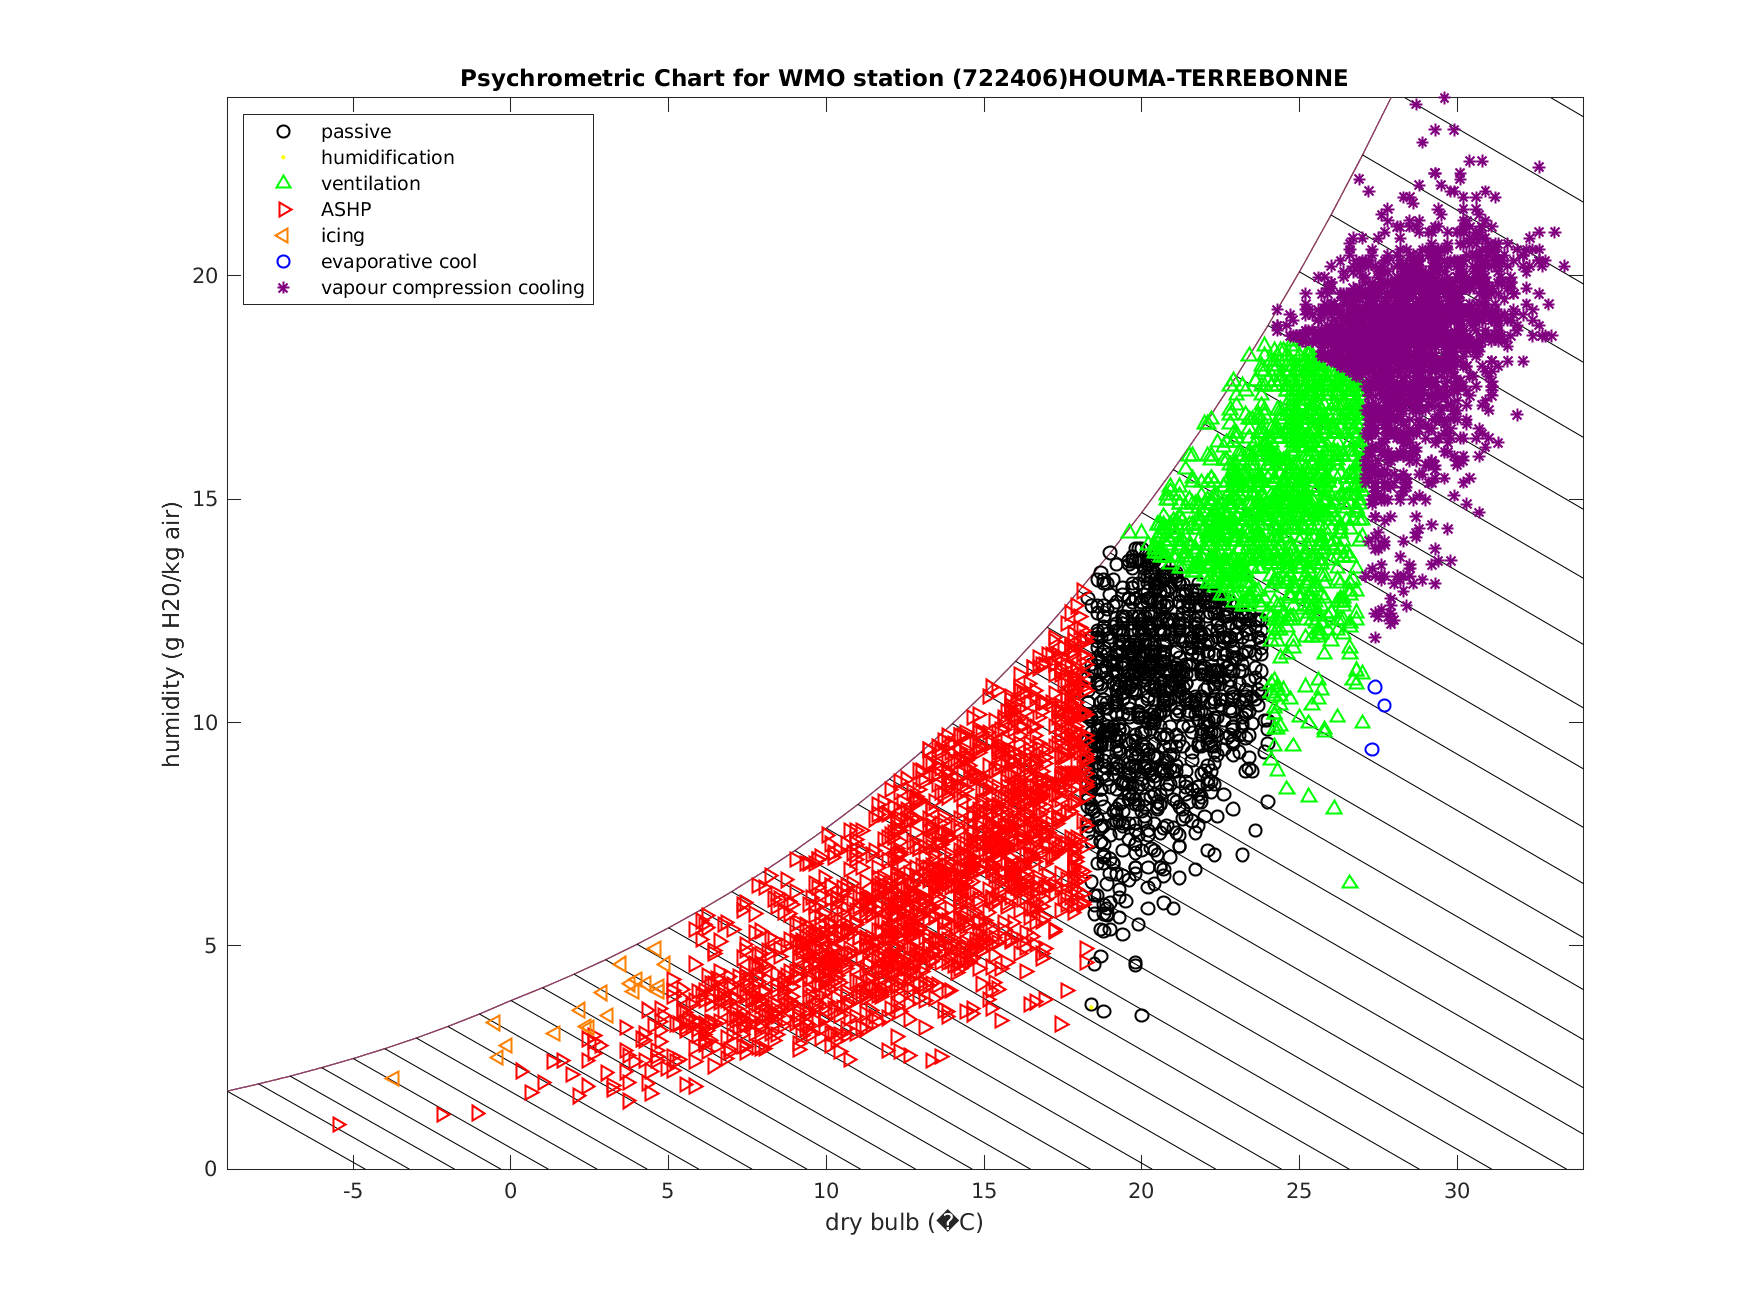 Psychrometric Chart for WMO station (722406)HOUMA-TERREBONNE
passive
humidification
ventilation
ASHP
icing
evaporative cool
vapour compression cooling
humidity (g H20/kg air)
20
15
10
5
0
-5
0
5
10
15
20
25
30
dry bulb (�C)